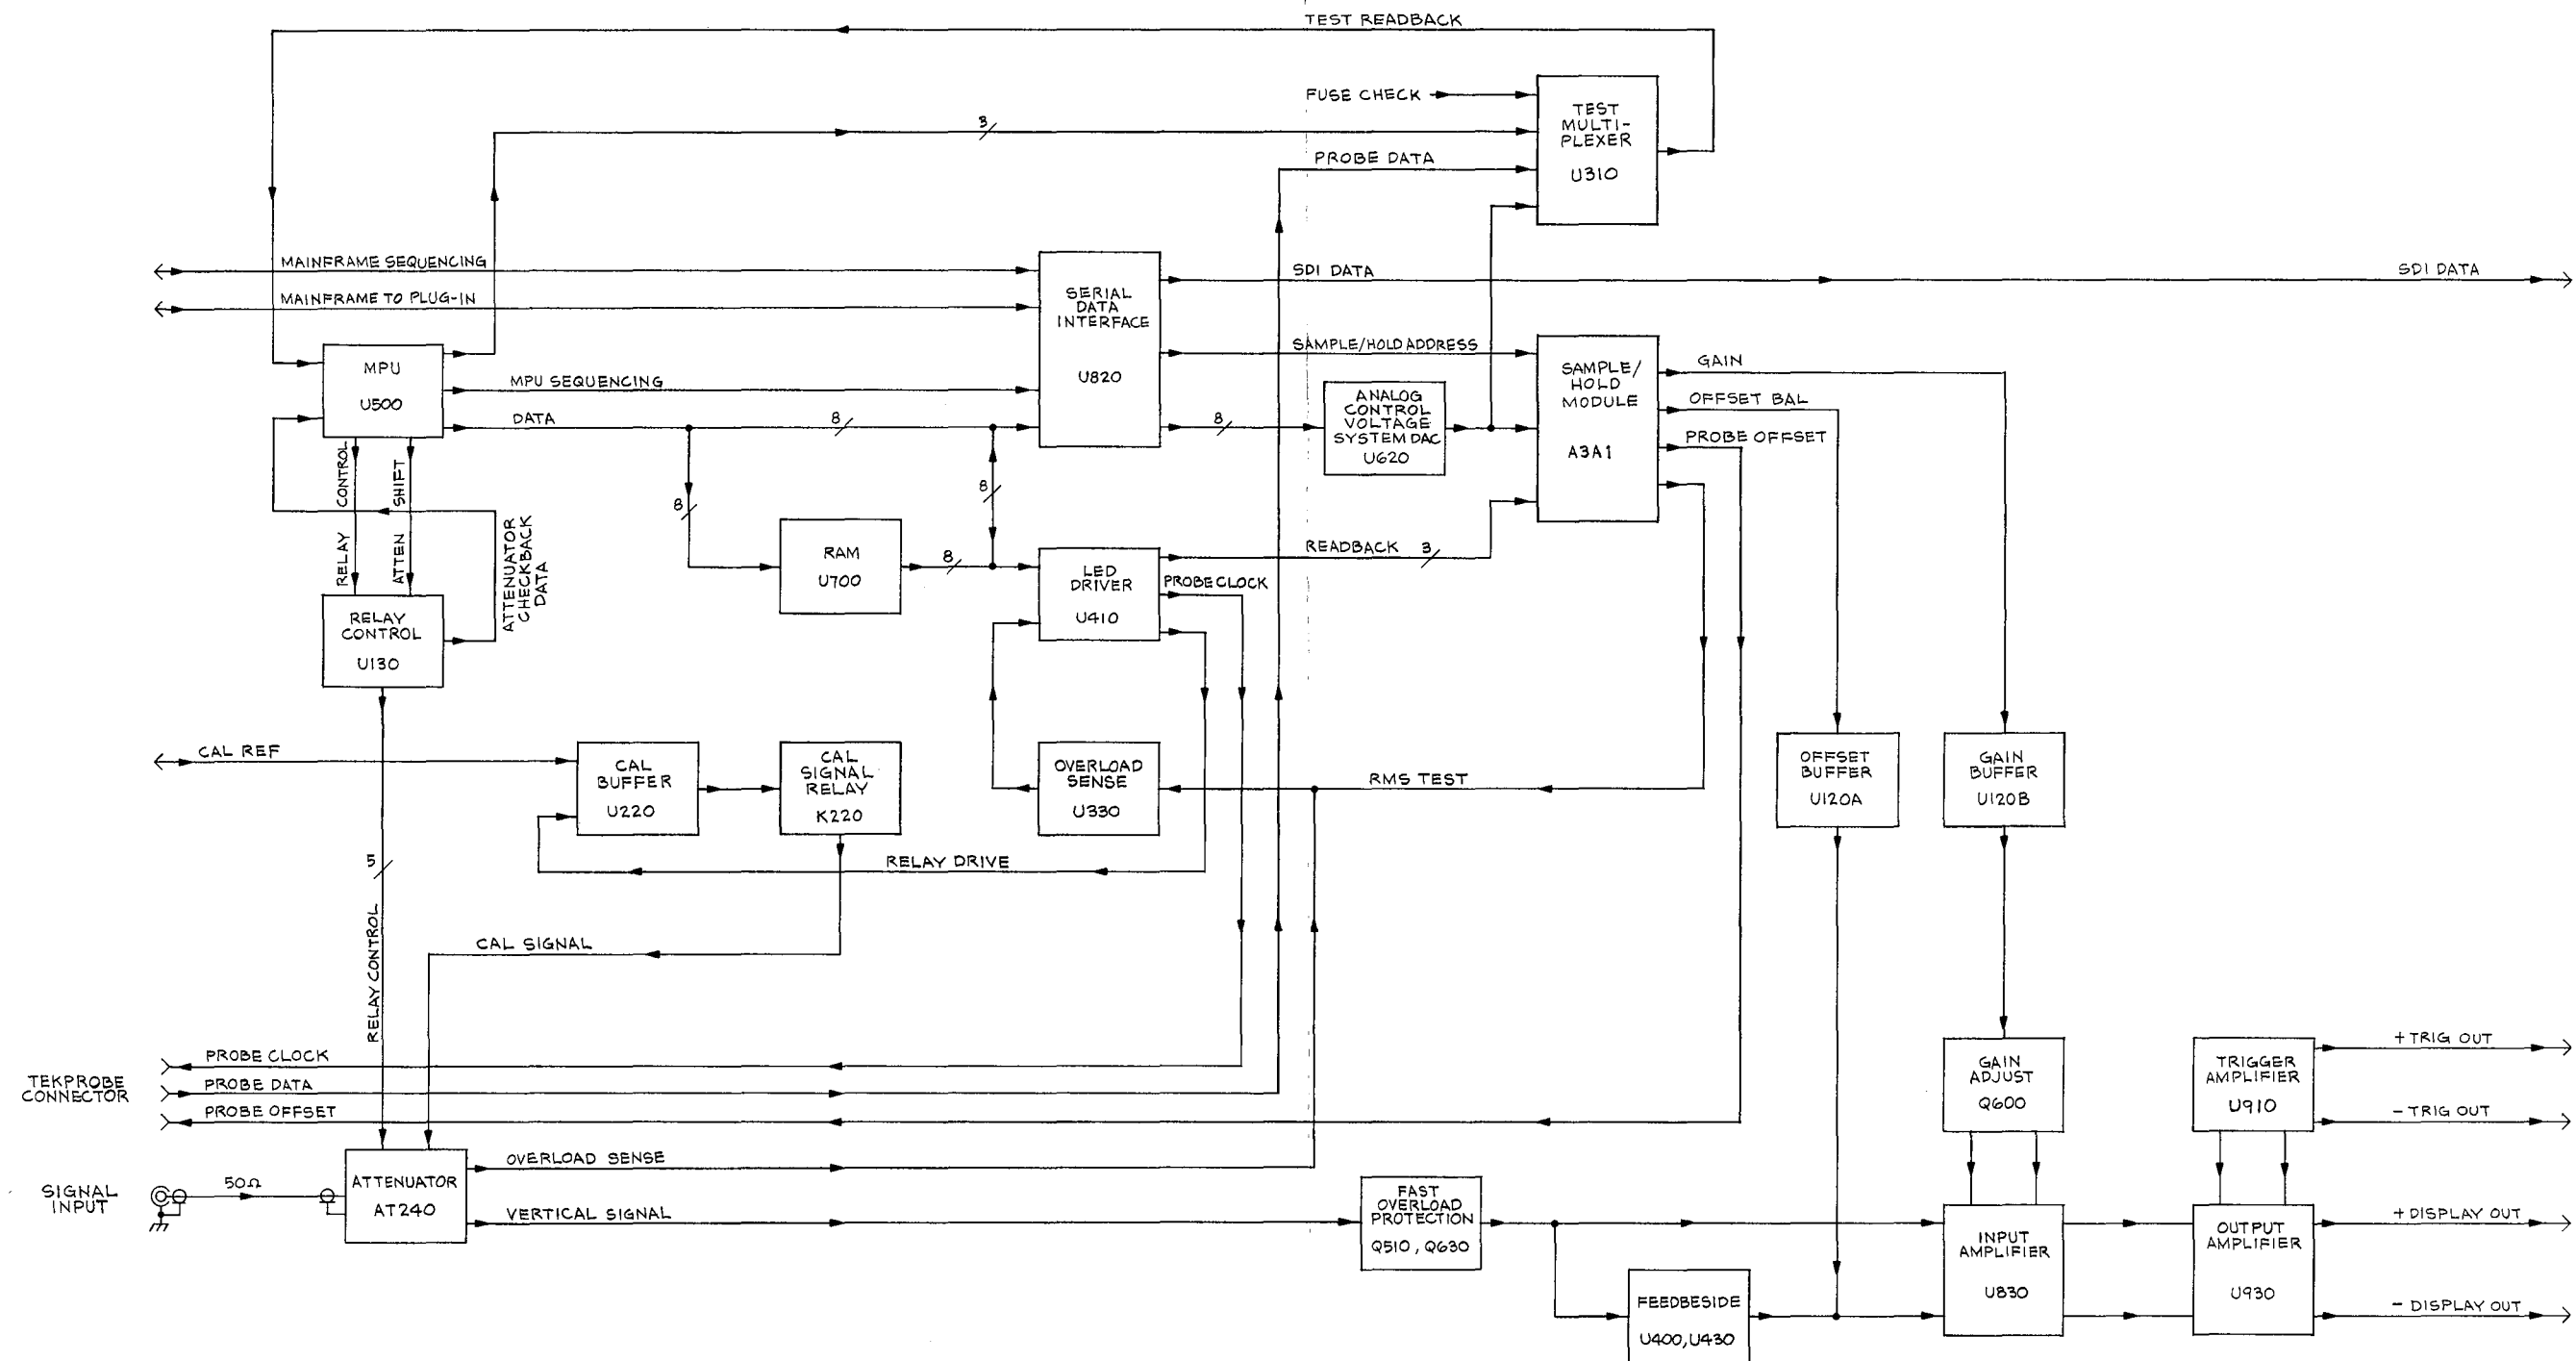 TEST READBACK
FUSE CHECK
3
TEST
MULTI-
PLEXER
U310
PROBE DATA
MAINFRAME SEQUENCING
MAINFRAME TO PLUG-IN
SERIAL
DATA
INTERFACE
U820
SDI DATA
SDI DATA
SAMPLE/HOLD ADDRESS
MPU
U500
MPU SEQUENCING
DATA
8
8
ANALOG
CONTROL
VOLTAGE
SYSTEM DAC
U620
SAMPLE/
HOLD
MODULE
A3A1
GAIN
OFFSET BAL
PROBE OFFSET
RELAY CONTROL
ATTEN SHIFT
ATTENUATOR
CHECKBACK
DATA
8
8
RAM
U700
8
LED
DRIVER
U410
READBACK
3
PROBE CLOCK
RELAY
CONTROL
U130
CAL REF
CAL
BUFFER
U220
CAL
SIGNAL
RELAY
K220
OVERLOAD
SENSE
U330
RMS TEST
OFFSET
BUFFER
U120A
GAIN
BUFFER
U120B
5
RELAY DRIVE
RELAY CONTROL
CAL SIGNAL
TEKPROBE
CONNECTOR
PROBE CLOCK
PROBE DATA
PROBE OFFSET
GAIN
ADJUST
Q600
TRIGGER
AMPLIFIER
U910
+ TRIG OUT
- TRIG OUT
SIGNAL
INPUT
50Ω
ATTENUATOR
AT240
OVERLOAD SENSE
VERTICAL SIGNAL
FAST
OVERLOAD
PROTECTION
Q510, Q630
FEEDBESIDE
U400, U430
INPUT
AMPLIFIER
U830
OUTPUT
AMPLIFIER
U930
+ DISPLAY OUT
- DISPLAY OUT